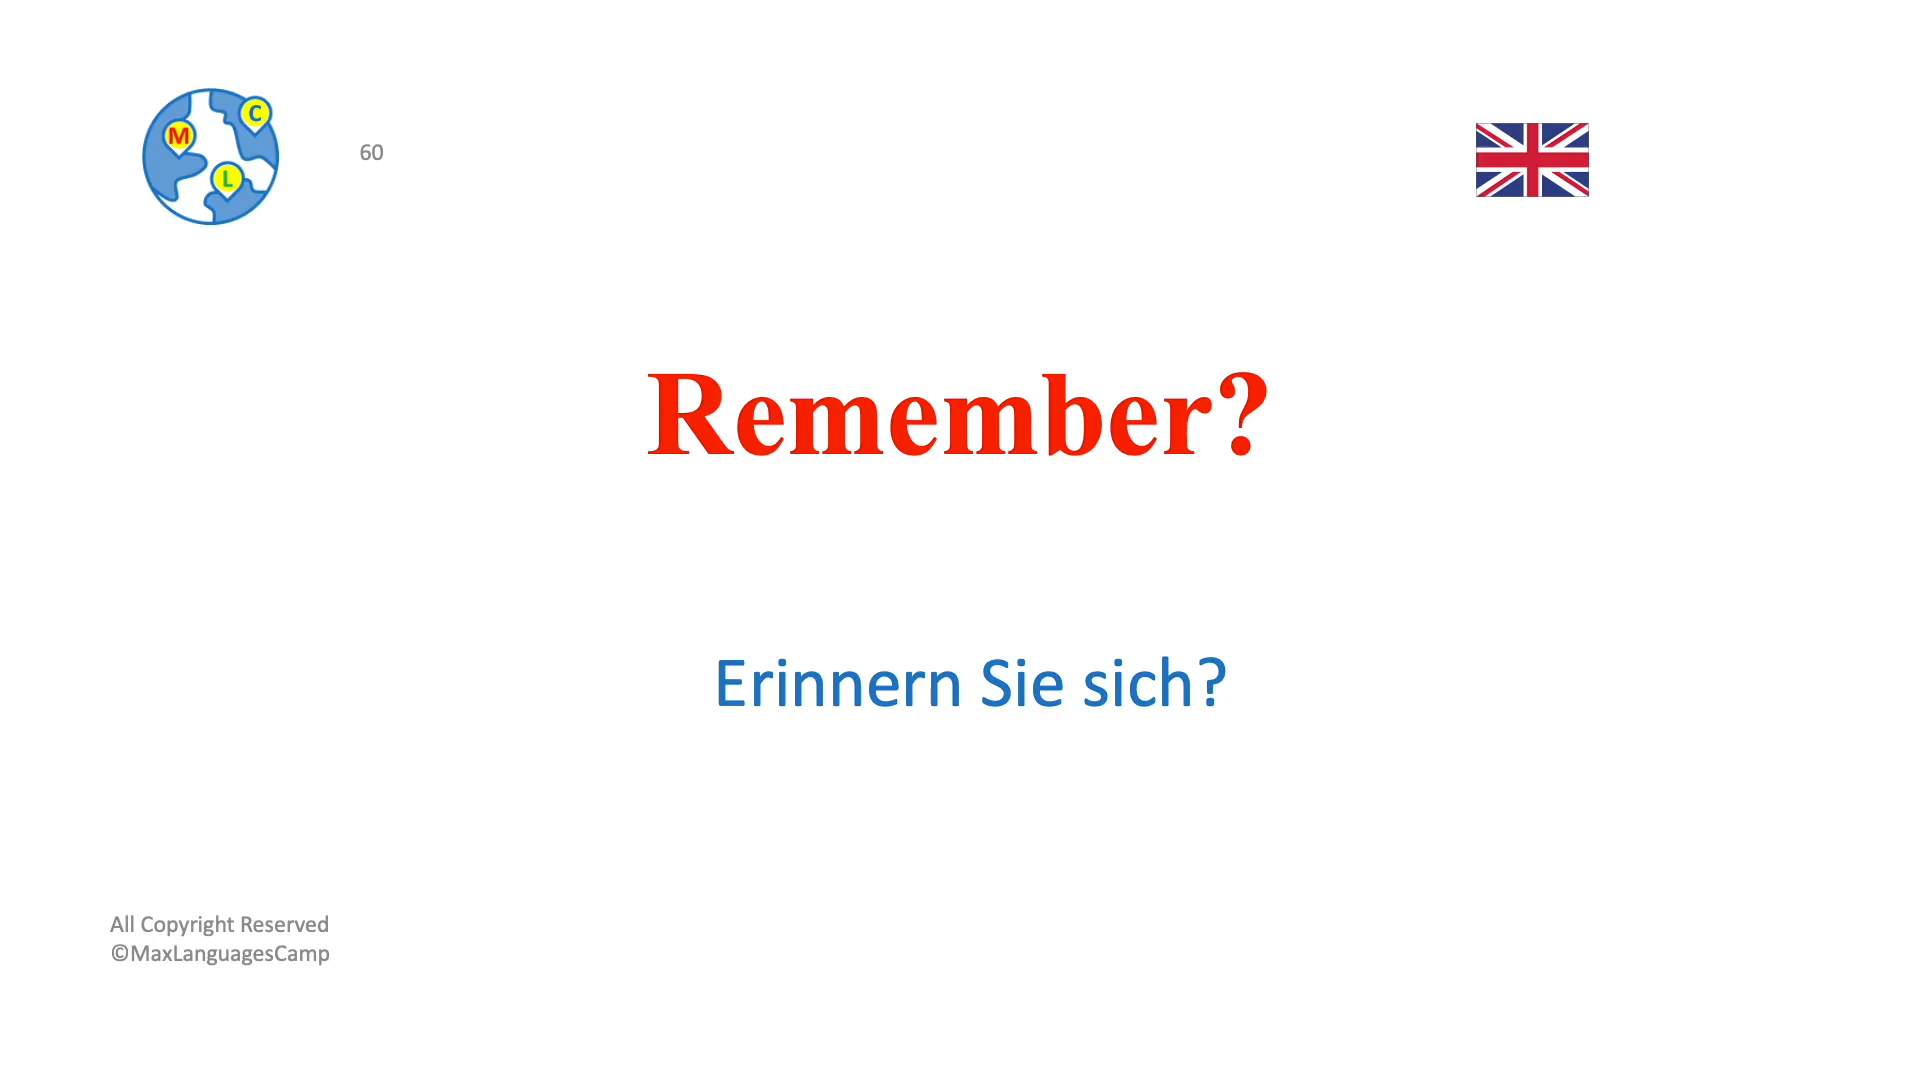 M
C
L
60
Remember?
Erinnern Sie sich?
All Copyright Reserved
©MaxLanguagesCamp